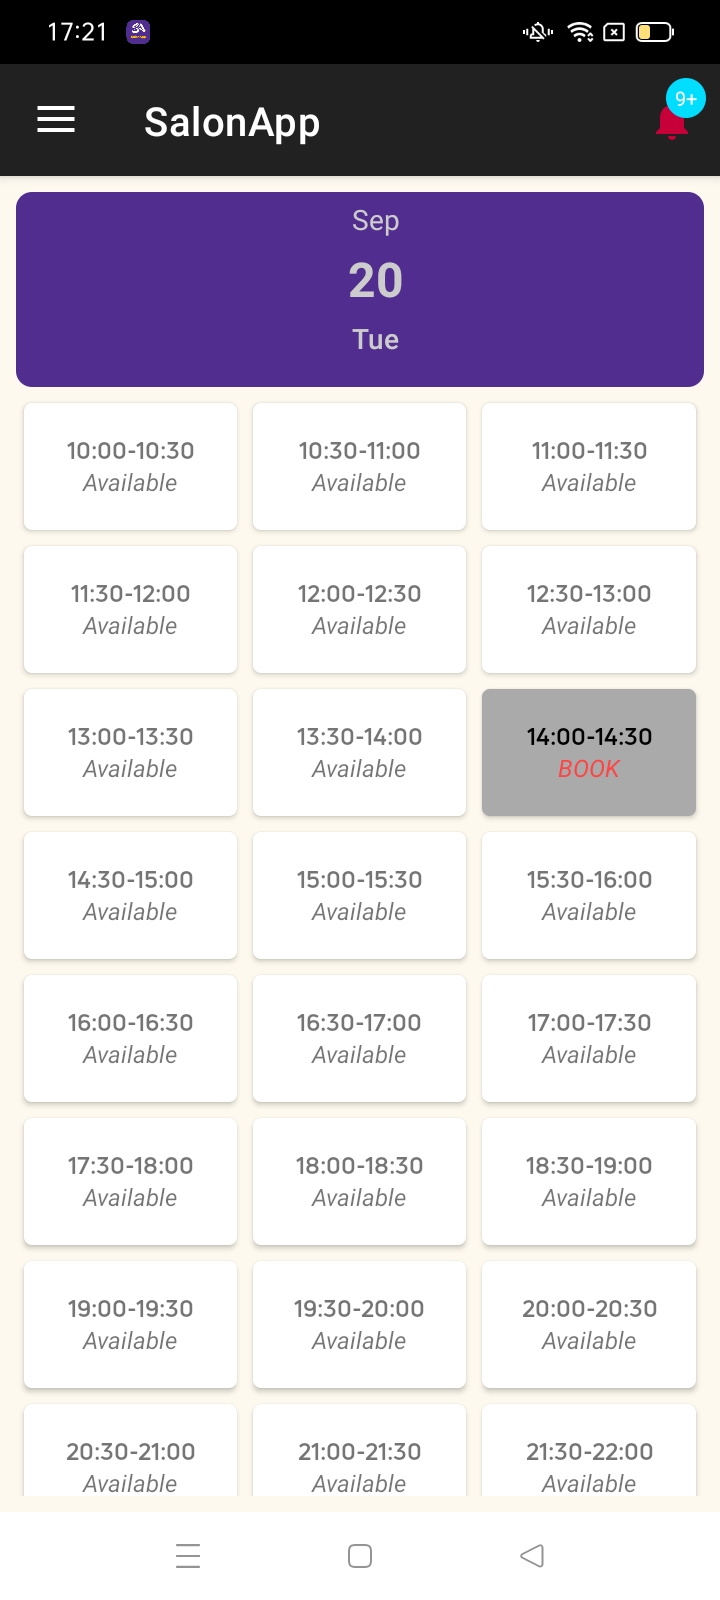 17:21
SalonApp
9+
Sep
20
Tue
10:00-10:30
Available
10:30-11:00
Available
11:00-11:30
Available
11:30-12:00
Available
12:00-12:30
Available
12:30-13:00
Available
13:00-13:30
Available
13:30-14:00
Available
14:00-14:30
BOOK
14:30-15:00
Available
15:00-15:30
Available
15:30-16:00
Available
16:00-16:30
Available
16:30-17:00
Available
17:00-17:30
Available
17:30-18:00
Available
18:00-18:30
Available
18:30-19:00
Available
19:00-19:30
Available
19:30-20:00
Available
20:00-20:30
Available
20:30-21:00
Available
21:00-21:30
Available
21:30-22:00
Available